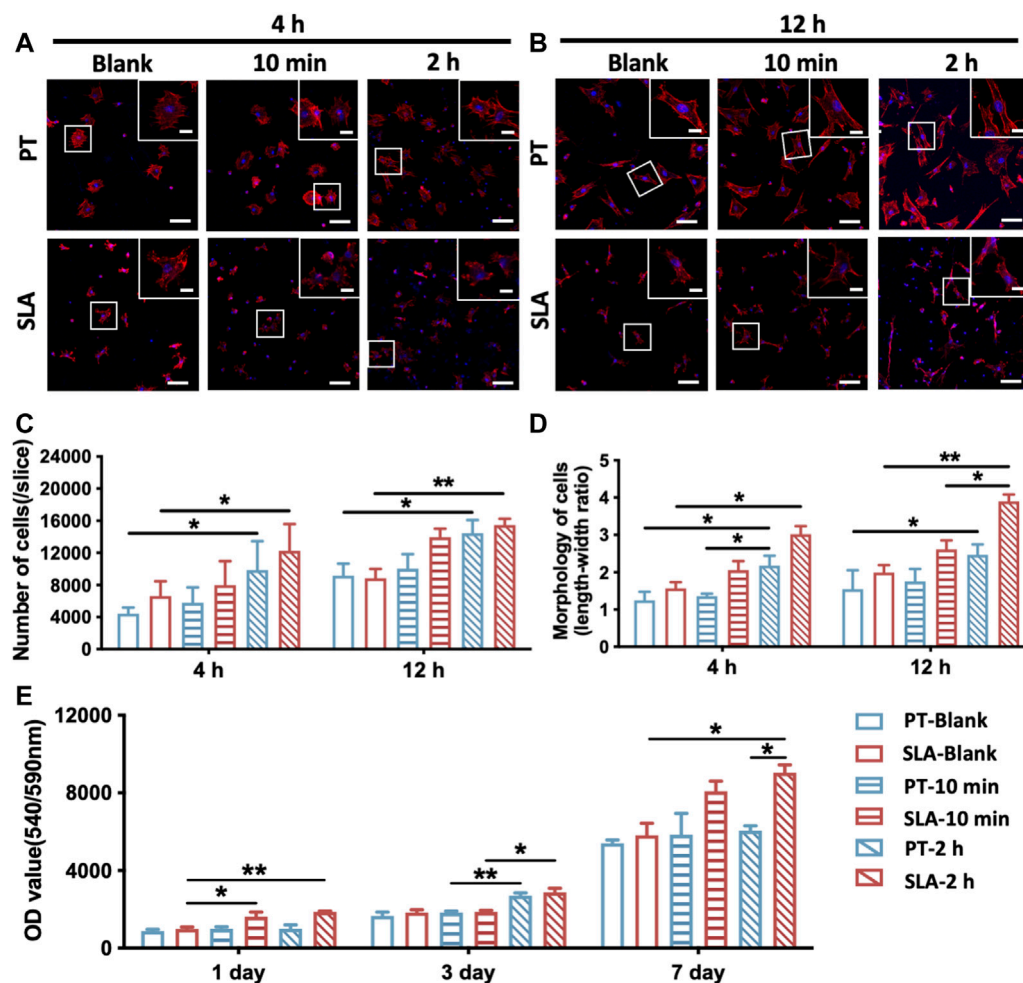 A 4 h
Blank 10 min 2 h
PT
SLA
B 12 h
Blank 10 min 2 h
PT
SLA
C
Number of cells(/slice)
24000
20000
16000
12000
8000
4000
0
* * * **
4 h 12 h
D
Morphology of cells
(length-width ratio)
5
4
3
2
1
0
* * * * ** *
4 h 12 h
E
OD value(540/590nm)
12000
8000
4000
0
* ** ** * * *
1 day 3 day 7 day
PT-Blank
SLA-Blank
PT-10 min
SLA-10 min
PT-2 h
SLA-2 h